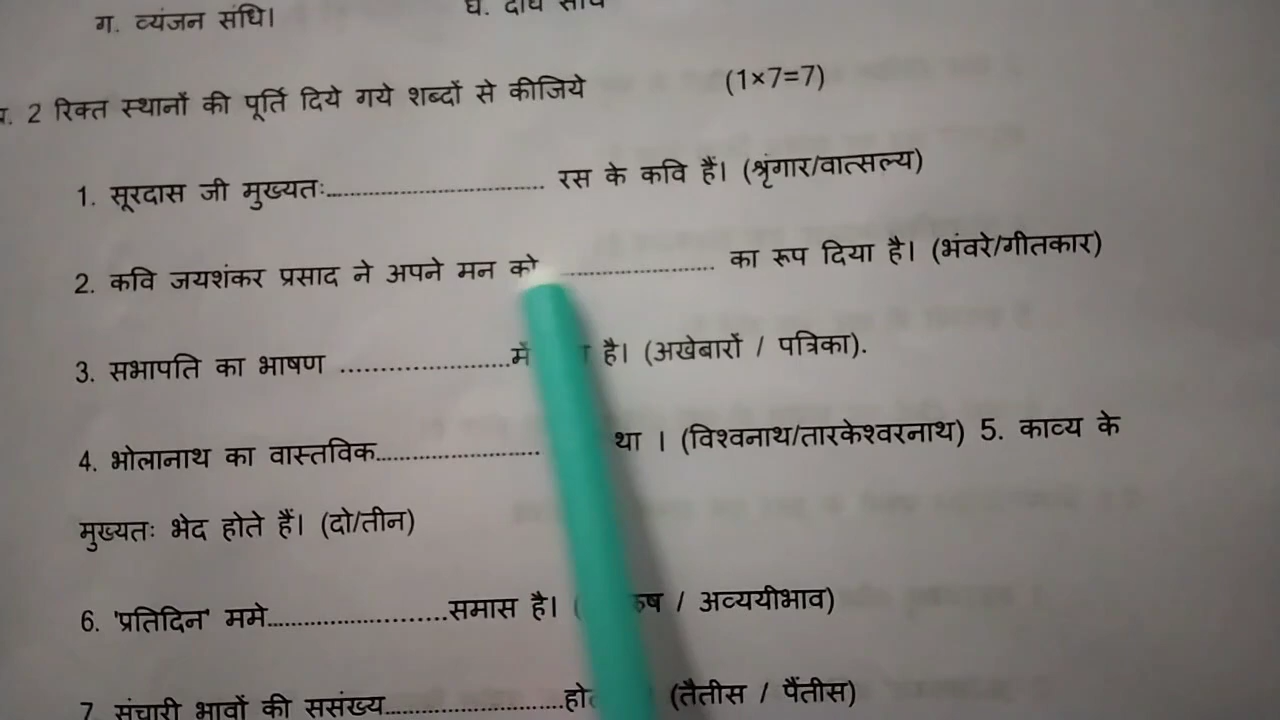 ग. व्यंजन संधि।
2 रिक्त स्थानों की पूर्ति दिये गये शब्दों से कीजिये (1×7=7)
1. सूरदास जी मुख्यतः.............................. रस के कवि हैं। (श्रृंगार/वात्सल्य)
2. कवि जयशंकर प्रसाद ने अपने मन को ..................... का रूप दिया है। (भंवरे/गीतकार)
3. सभापति का भाषण ........................में है। (अखेबारों / पत्रिका).
4. भोलानाथ का वास्तविक....................... था । (विश्वनाथ/तारकेश्वरनाथ) 5. काव्य के
मुख्यतः भेद होते हैं। (दो/तीन)
6. 'प्रतिदिन' ममे.........................समास है। ( / अव्ययीभाव)
7 संचारी भावों की ससंख्य......................... (तैतीस / पैंतीस)